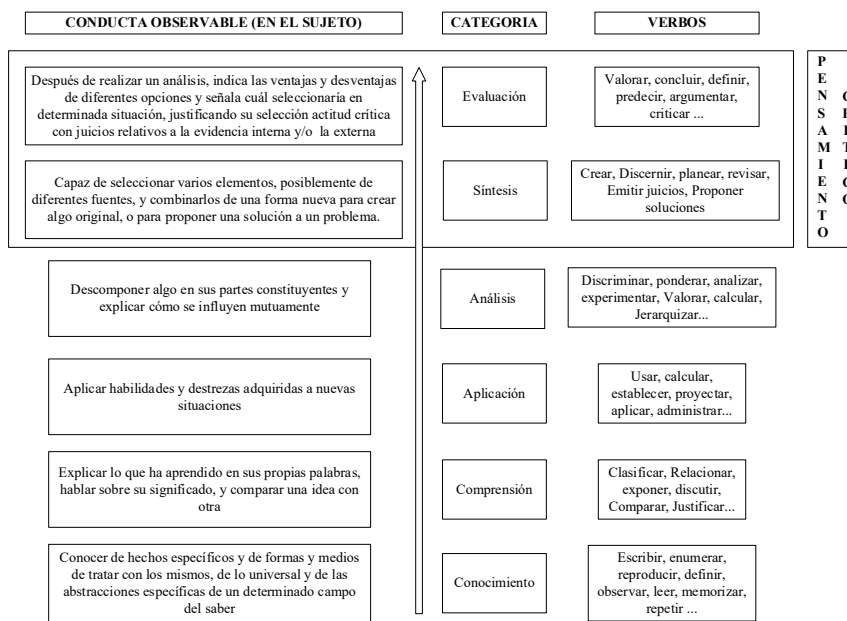 CONDUCTA OBSERVABLE (EN EL SUJETO)
CATEGORIA
VERBOS
Después de realizar un análisis, indica las ventajas y desventajas
de diferentes opciones y señala cuál seleccionaría en
determinada situación, justificando su selección actitud crítica
con juicios relativos a la evidencia interna y/o la externa
Evaluación
Valorar, concluir, definir,
predecir, argumentar,
criticar ...
Capaz de seleccionar varios elementos, posiblemente de
diferentes fuentes, y combinarlos de una forma nueva para crear
algo original, o para proponer una solución a un problema.
Síntesis
Crear, Discernir, planear, revisar,
Emitir juicios, Proponer
soluciones
PENSAMIENTO
Descomponer algo en sus partes constituyentes y
explicar cómo se influyen mutuamente
Análisis
Discriminar, ponderar, analizar,
experimentar, Valorar, calcular,
Jerarquizar...
Aplicar habilidades y destrezas adquiridas a nuevas
situaciones
Aplicación
Usar, calcular,
establecer, proyectar,
aplicar, administrar...
Explicar lo que ha aprendido en sus propias palabras,
hablar sobre su significado, y comparar una idea con
otra
Comprensión
Clasificar, Relacionar,
exponer, discutir,
Comparar, Justificar...
Conocer de hechos específicos y de formas y medios
de tratar con los mismos, de lo universal y de las
abstracciones específicas de un determinado campo
del saber
Conocimiento
Escribir, enumerar,
reproducir, definir,
observar, leer, memorizar,
repetir ...